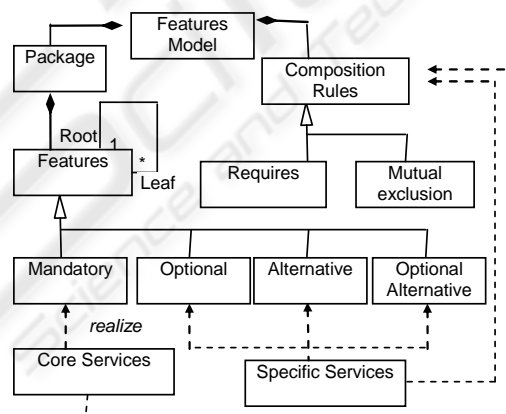 Features
Model
Package
Composition
Rules
Root
1
Features
*
Leaf
Requires
Mutual
exclusion
Mandatory
Optional
Alternative
Optional
Alternative
realize
Core Services
Specific Services